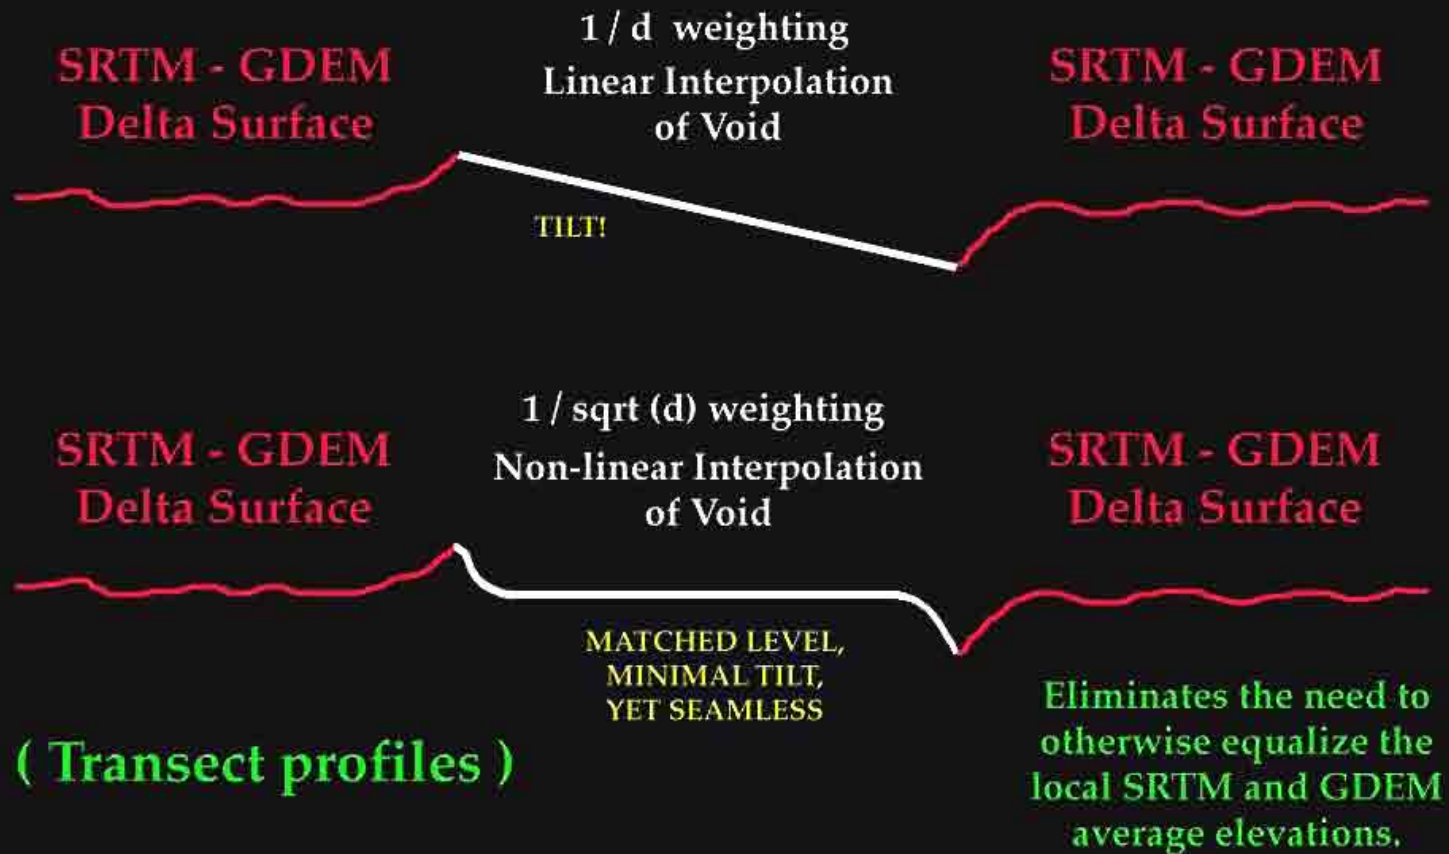 SRTM - GDEM
Delta Surface
1 / d weighting
Linear Interpolation
of Void
SRTM - GDEM
Delta Surface
TILT!
SRTM - GDEM
Delta Surface
1 / sqrt (d) weighting
Non-linear Interpolation
of Void
SRTM - GDEM
Delta Surface
MATCHED LEVEL,
MINIMAL TILT,
YET SEAMLESS
( Transect profiles )
Eliminates the need to
otherwise equalize the
local SRTM and GDEM
average elevations.